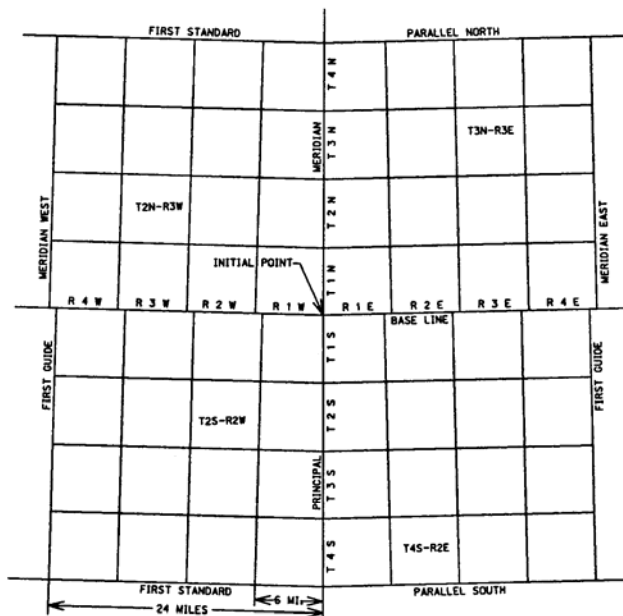 FIRST STANDARD
PARALLEL NORTH
T4N
MERIDIAN
T3N
T3N-R3E
T2N-R3W
T2N
MERIDIAN WEST
MERIDIAN EAST
INITIAL POINT
T1N
R4W
R3W
R2W
R1W
R1E
R2E
R3E
R4E
BASE LINE
T1S
FIRST GUIDE
FIRST GUIDE
T2S-R2W
T2S
PRINCIPAL
T3S
T4S
T4S-R2E
FIRST STANDARD
PARALLEL SOUTH
6 MI.
24 MILES